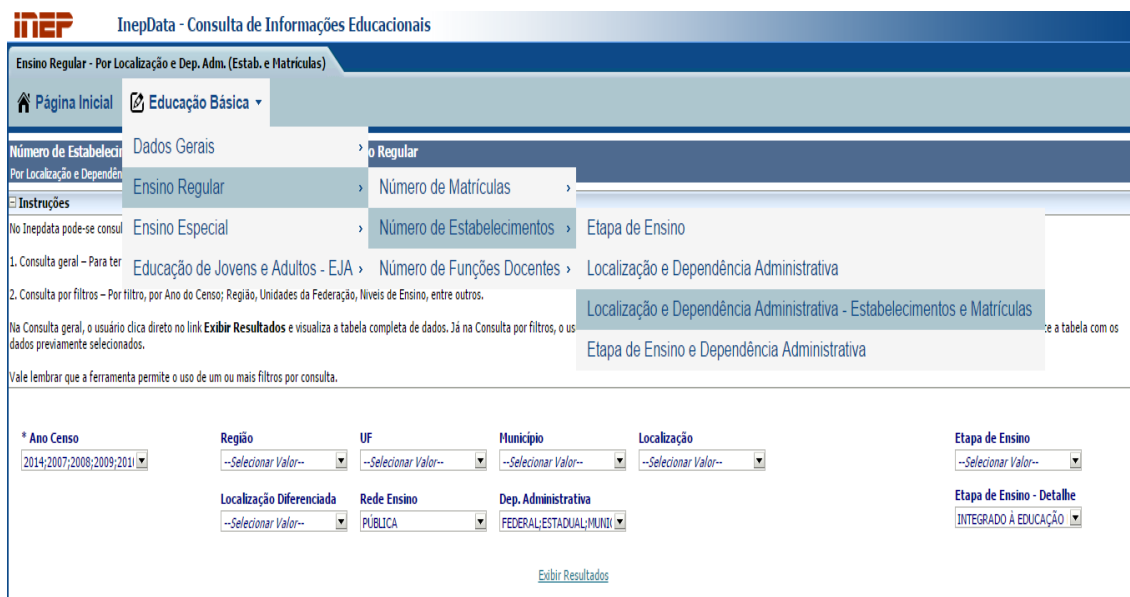 INEP InepData - Consulta de Informações Educacionais
Ensino Regular - Por Localização e Dep. Adm. (Estab. e Matrículas)
Página Inicial Educação Básica
Dados Gerais ›
Ensino Regular ›
Ensino Especial ›
Educação de Jovens e Adultos - EJA ›
Número de Matrículas ›
Número de Estabelecimentos ›
Número de Funções Docentes ›
Etapa de Ensino
Localização e Dependência Administrativa
Localização e Dependência Administrativa - Estabelecimentos e Matrículas
Etapa de Ensino e Dependência Administrativa
Número de Estabelecin o Regular
Por Localização e Dependên
Instruções
No Inepdata pode-se consul
1. Consulta geral – Para ter
2. Consulta por filtros – Por filtro, por Ano do Censo; Região, Unidades da Federação, Níveis de Ensino, entre outros.
Na Consulta geral, o usuário clica direto no link Exibir Resultados e visualiza a tabela completa de dados. Já na Consulta por filtros, o us e a tabela com os
dados previamente selecionados.
Vale lembrar que a ferramenta permite o uso de um ou mais filtros por consulta.
* Ano Censo Região UF Município Localização Etapa de Ensino
2014;2007;2008;2009;201 --Selecionar Valor-- --Selecionar Valor-- --Selecionar Valor-- --Selecionar Valor-- --Selecionar Valor--
Localização Diferenciada Rede Ensino Dep. Administrativa Etapa de Ensino - Detalhe
--Selecionar Valor-- PÚBLICA FEDERAL;ESTADUAL;MUNI INTEGRADO À EDUCAÇÃO
Exibir Resultados